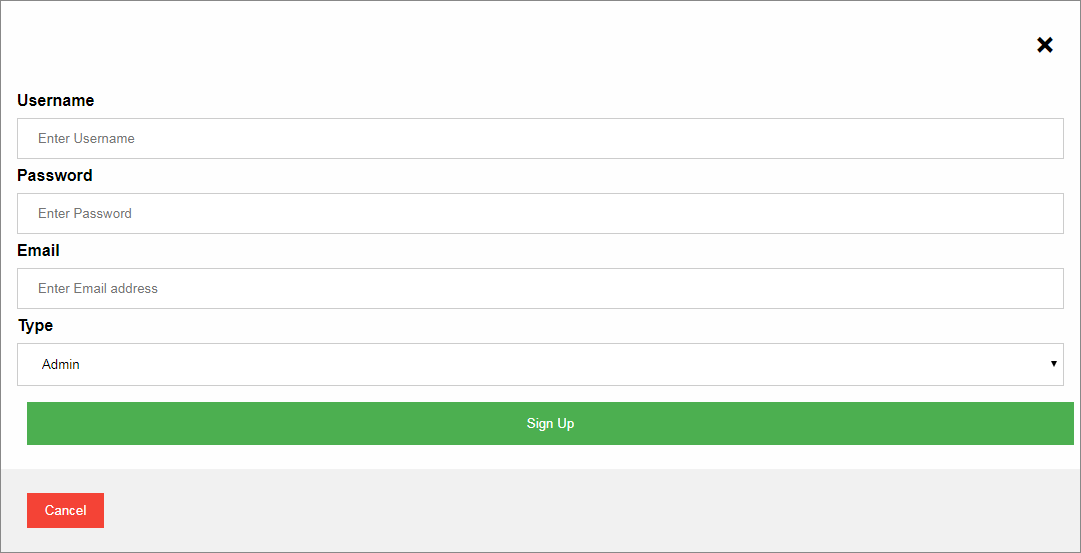 Username
Enter Username
Password
Enter Password
Email
Enter Email address
Type
Admin
Sign Up
Cancel